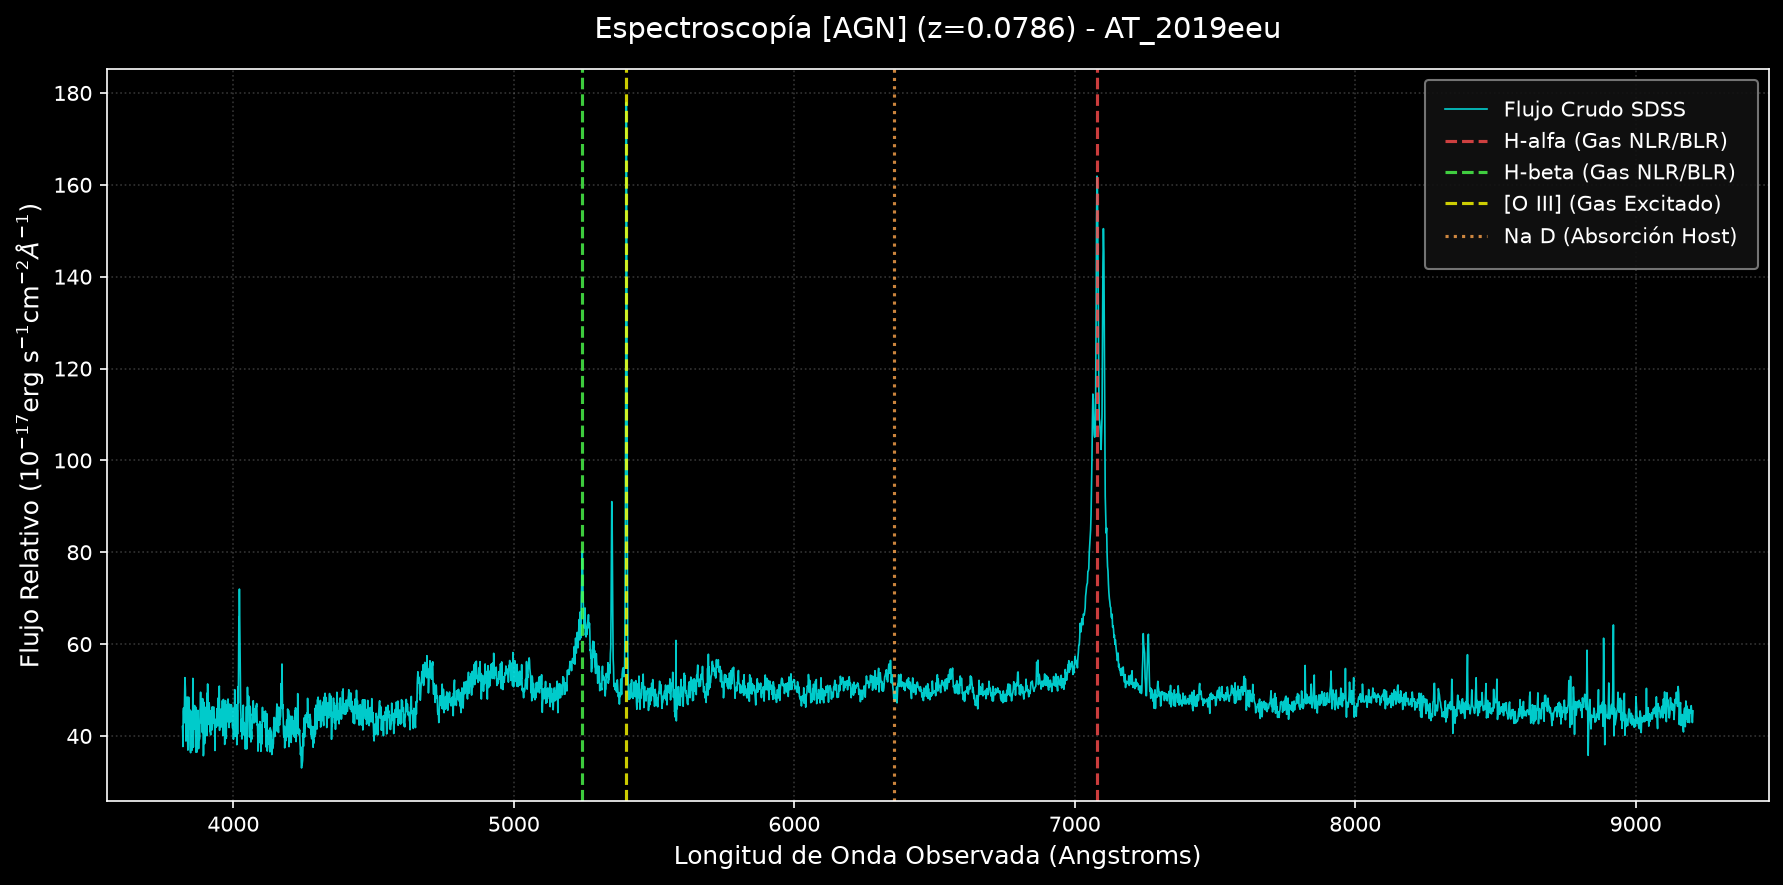 Espectroscopía [AGN] (z=0.0786) - AT_2019eeu
Flujo Relativo (10⁻¹⁷erg s⁻¹cm⁻²Å⁻¹)
180
160
140
120
100
80
60
40
Flujo Crudo SDSS
H-alfa (Gas NLR/BLR)
H-beta (Gas NLR/BLR)
[O III] (Gas Excitado)
Na D (Absorción Host)
4000 5000 6000 7000 8000 9000
Longitud de Onda Observada (Angstroms)